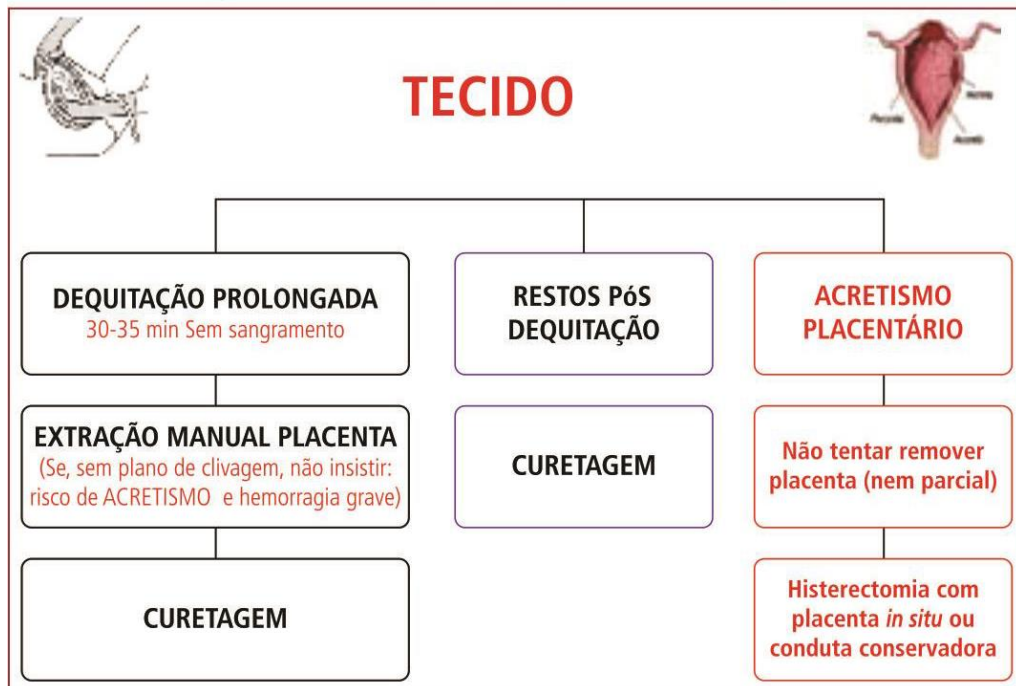 TECIDO
DEQUITAÇÃO PROLONGADA
30-35 min Sem sangramento
RESTOS PóS
DEQUITAÇÃO
ACRETISMO
PLACENTÁRIO
EXTRAÇÃO MANUAL PLACENTA
(Se, sem plano de clivagem, não insistir:
risco de ACRETISMO e hemorragia grave)
CURETAGEM
Não tentar remover
placenta (nem parcial)
CURETAGEM
Histerectomia com
placenta in situ ou
conduta conservadora